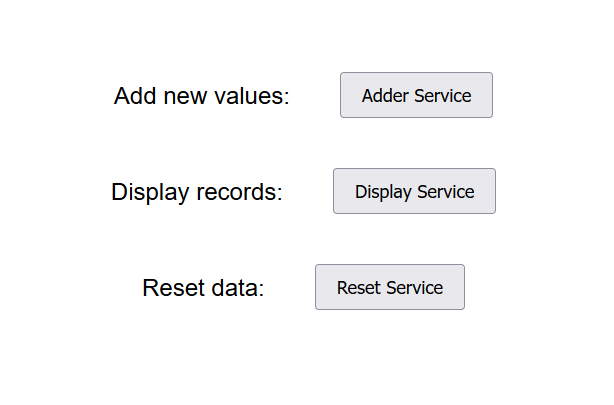 Add new values: Adder Service
Display records: Display Service
Reset data: Reset Service